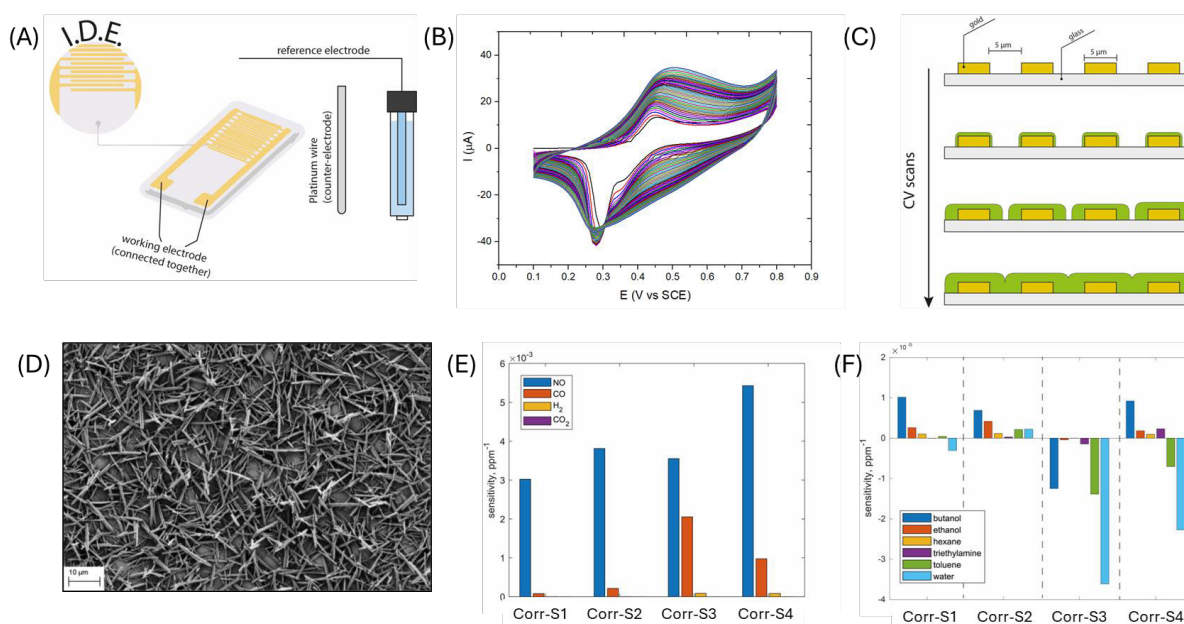 (A)
I.D.E.
reference electrode
Platinum wire
(counter-electrode)
working electrode
(connected together)
(B)
I (µA)
40
20
0
-20
-40
0.0
0.1
0.2
0.3
0.4
0.5
0.6
0.7
0.8
0.9
E (V vs SCE)
(C)
gold
5 µm
glass
5 µm
CV scans
(D)
10 µm
(E)
×10⁻³
sensitivity, ppm⁻¹
6
5
4
3
2
1
0
NO
CO
H₂
CO₂
Corr-S1
Corr-S2
Corr-S3
Corr-S4
(F)
sensitivity, ppm⁻¹
2
1
0
-1
-2
-3
-4
butanol
ethanol
hexane
triethylamine
toluene
water
Corr-S1
Corr-S2
Corr-S3
Corr-S4